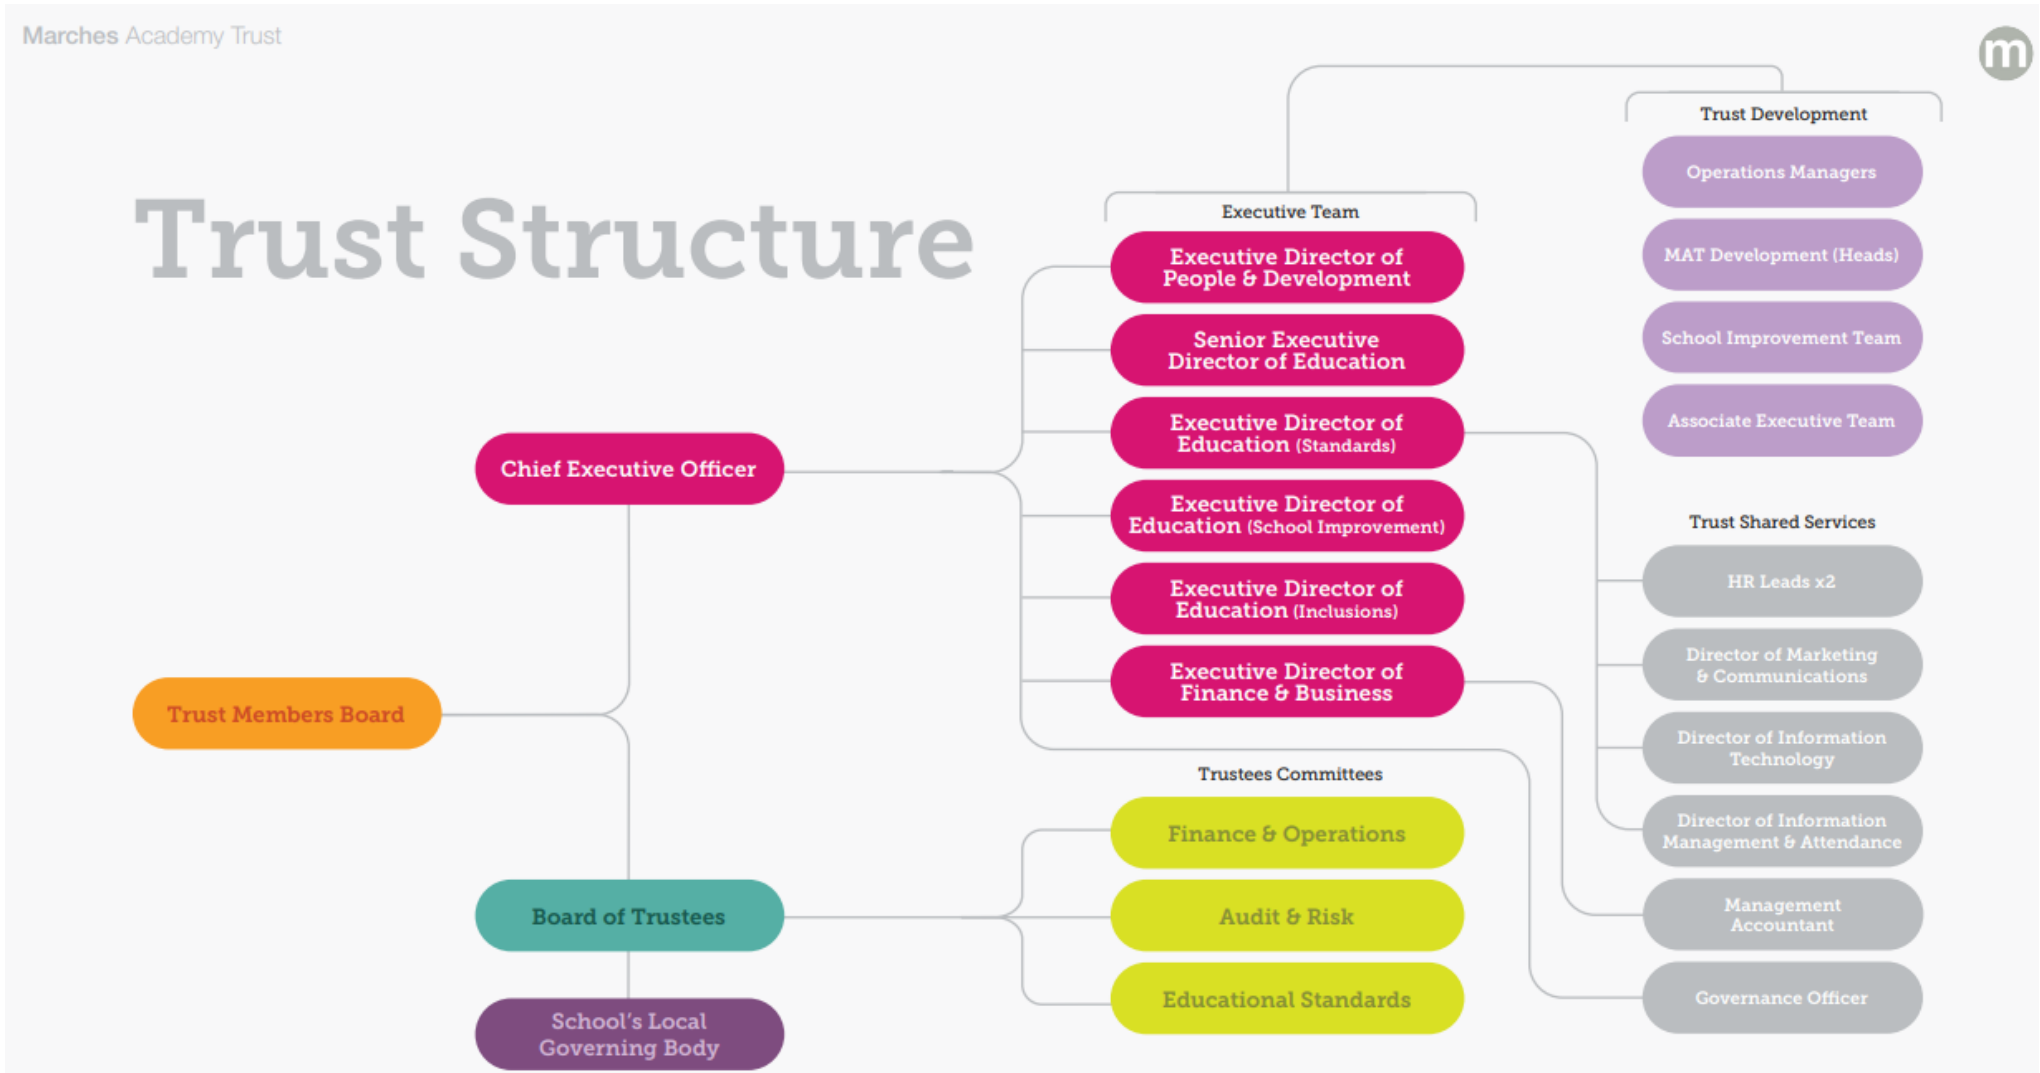 Marches Academy Trust
m
Trust Structure
Trust Members Board
Chief Executive Officer
Board of Trustees
School's Local
Governing Body
Executive Team
Executive Director of
People & Development
Senior Executive
Director of Education
Executive Director of
Education (Standards)
Executive Director of
Education (School Improvement)
Executive Director of
Education (Inclusions)
Executive Director of
Finance & Business
Trustees Committees
Finance & Operations
Audit & Risk
Educational Standards
Trust Development
Operations Managers
MAT Development (Heads)
School Improvement Team
Associate Executive Team
Trust Shared Services
HR Leads x2
Director of Marketing
& Communications
Director of Information
Technology
Director of Information
Management & Attendance
Management
Accountant
Governance Officer